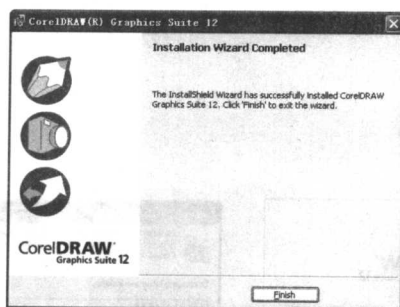 CorelDRAW(R) Graphics Suite 12
Installation Wizard Completed
The InstallShield Wizard has successfully installed CorelDRAW
Graphics Suite 12. Click 'Finish' to exit the wizard.
CorelDRAW
Graphics Suite 12
Finish